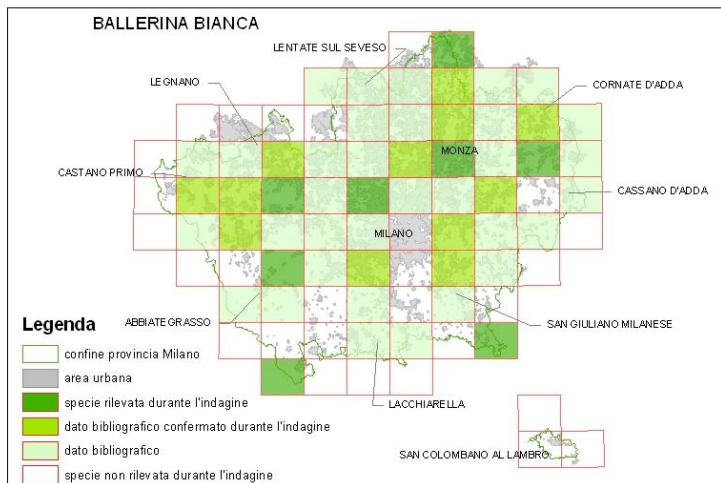 BALLERINA BIANCA
LENTATE SUL SEVESO
LEGNANO
CORNATE D'ADDA
MONZA
CASTANO PRIMO
CASSANO D'ADDA
MILANO
ABBIATEGRASSO
SAN GIULIANO MILANESE
LACCHIARELLA
SAN COLOMBANO AL LAMBRO
Legenda
confine provincia Milano
area urbana
specie rilevata durante l'indagine
dato bibliografico confermato durante l'indagine
dato bibliografico
specie non rilevata durante l'indagine